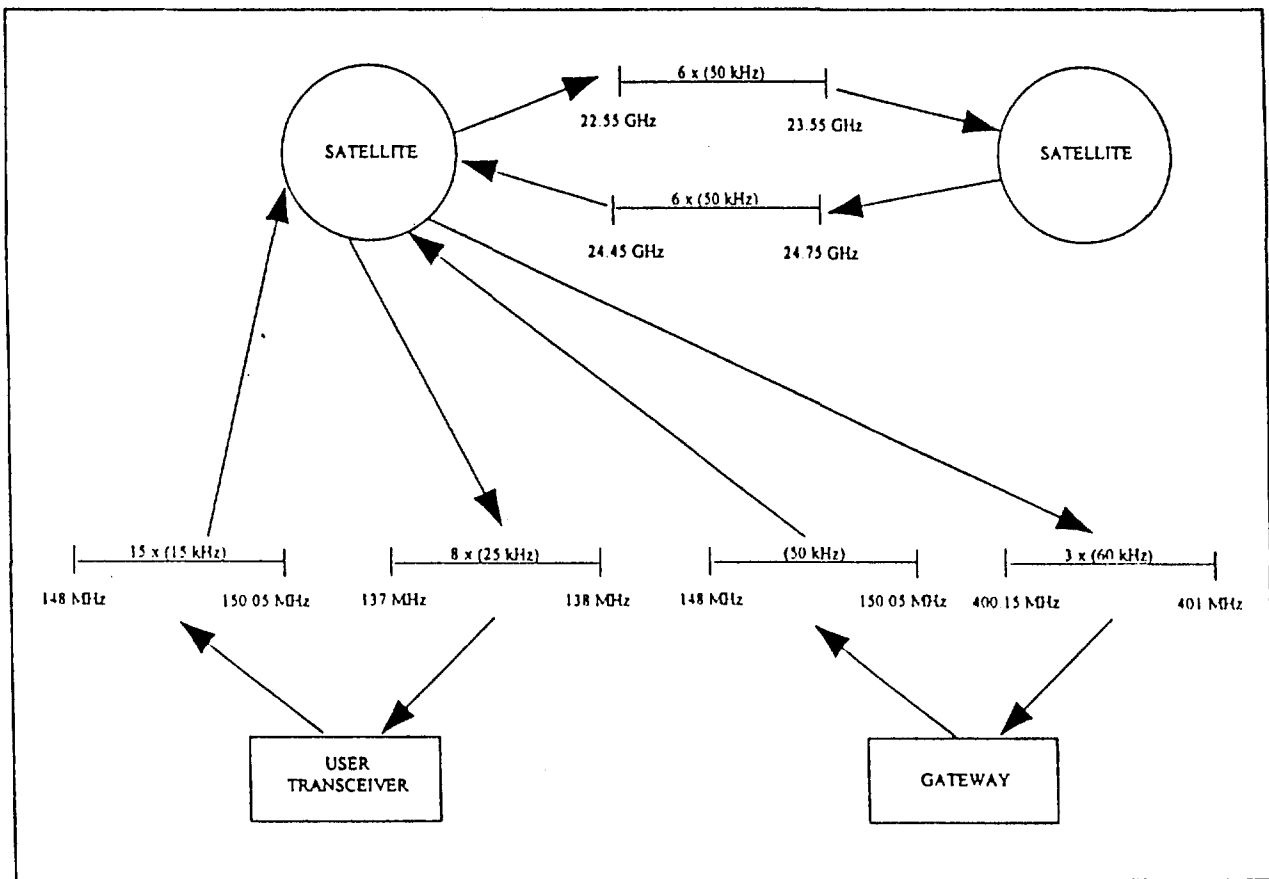 6 x (50 kHz)
22.55 GHz 23.55 GHz
SATELLITE SATELLITE
6 x (50 kHz)
24.45 GHz 24.75 GHz
15 x (15 kHz) 8 x (25 kHz) (50 kHz) 3 x (60 kHz)
148 MHz 150 05 MHz 137 MHz 138 MHz 148 MHz 150 05 MHz 400.15 MHz 401 MHz
USER
TRANSCEIVER
GATEWAY